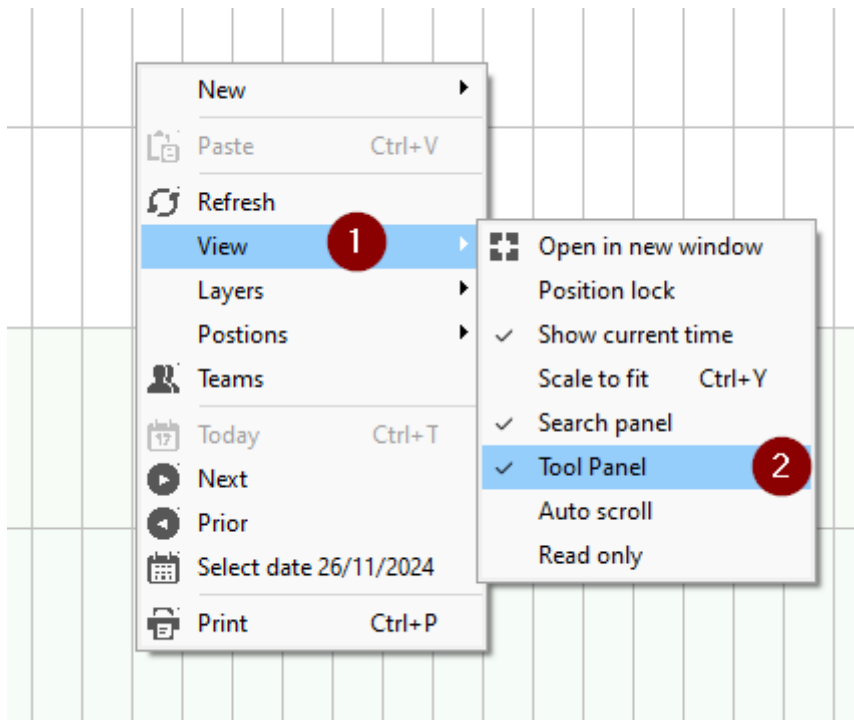 New
Paste Ctrl+V
Refresh
View 1
Layers
Postions
Teams
17 Today Ctrl+T
Next
Prior
Select date 26/11/2024
Print Ctrl+P
Open in new window
Position lock
Show current time
Scale to fit Ctrl+Y
Search panel
Tool Panel 2
Auto scroll
Read only